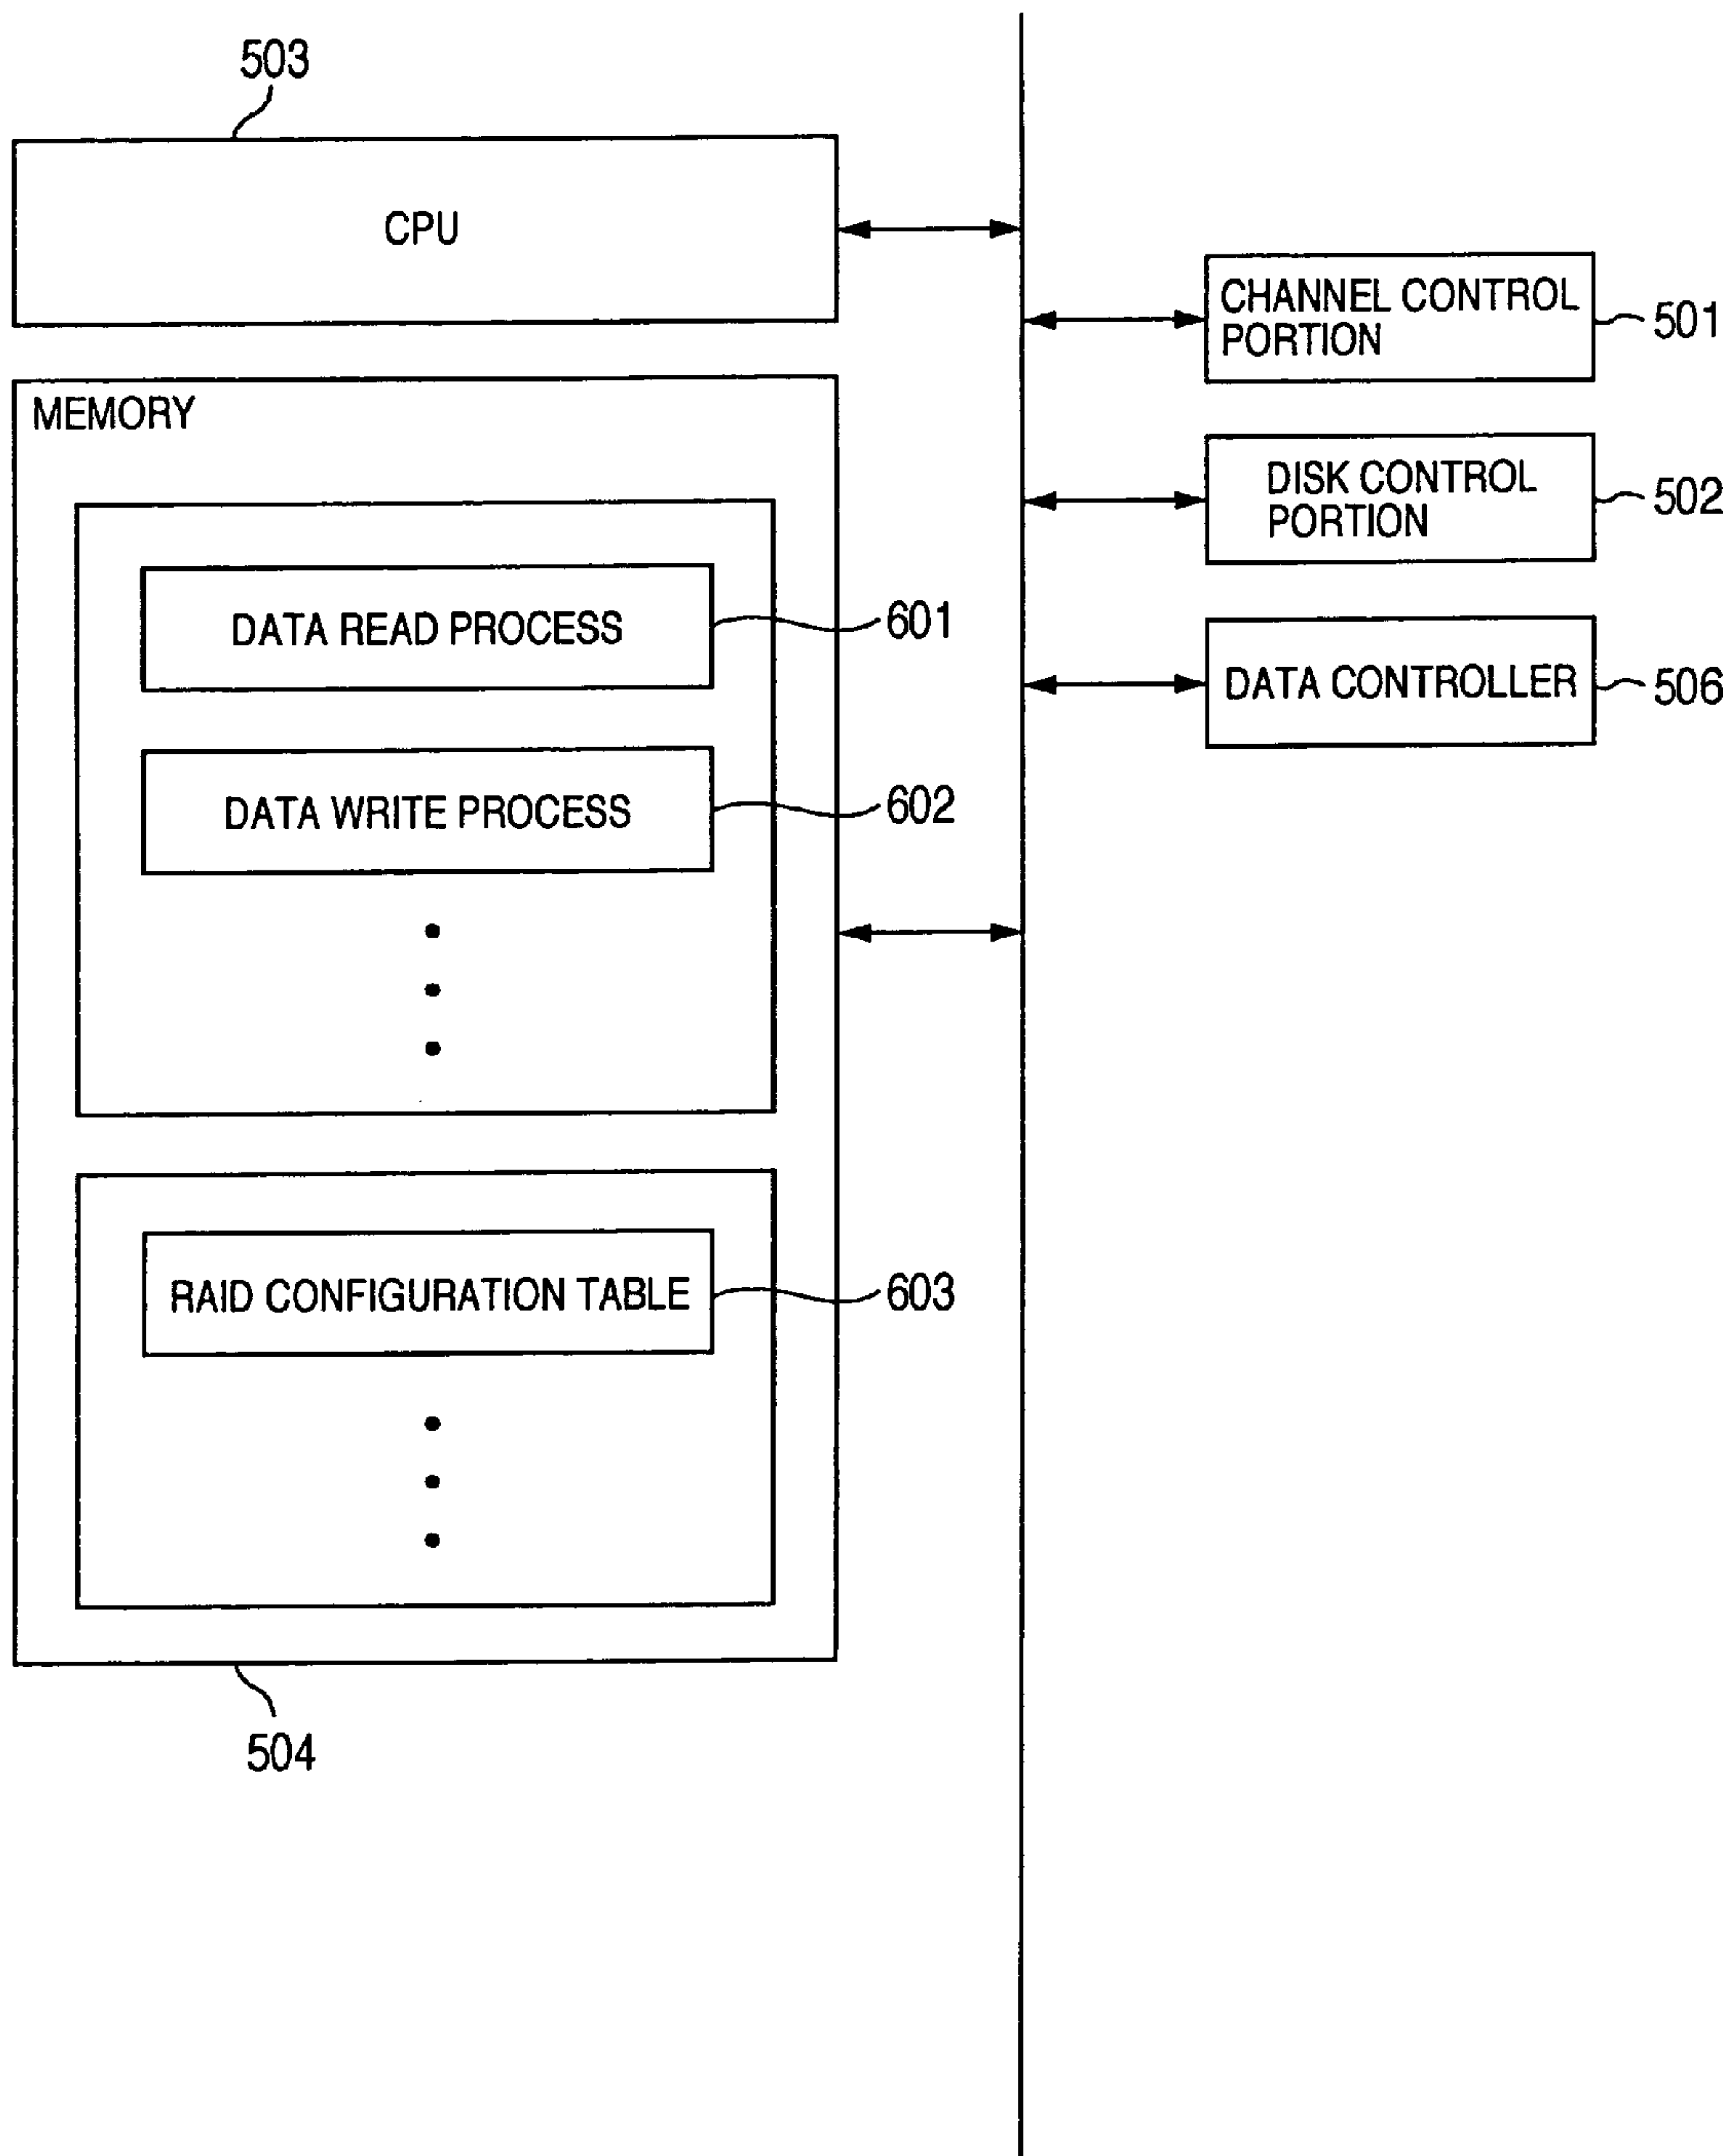 503
CPU
CHANNEL CONTROL
PORTION
501
MEMORY
DISK CONTROL
PORTION
502
DATA READ PROCESS
601
DATA CONTROLLER
506
DATA WRITE PROCESS
602
RAID CONFIGURATION TABLE
603
504